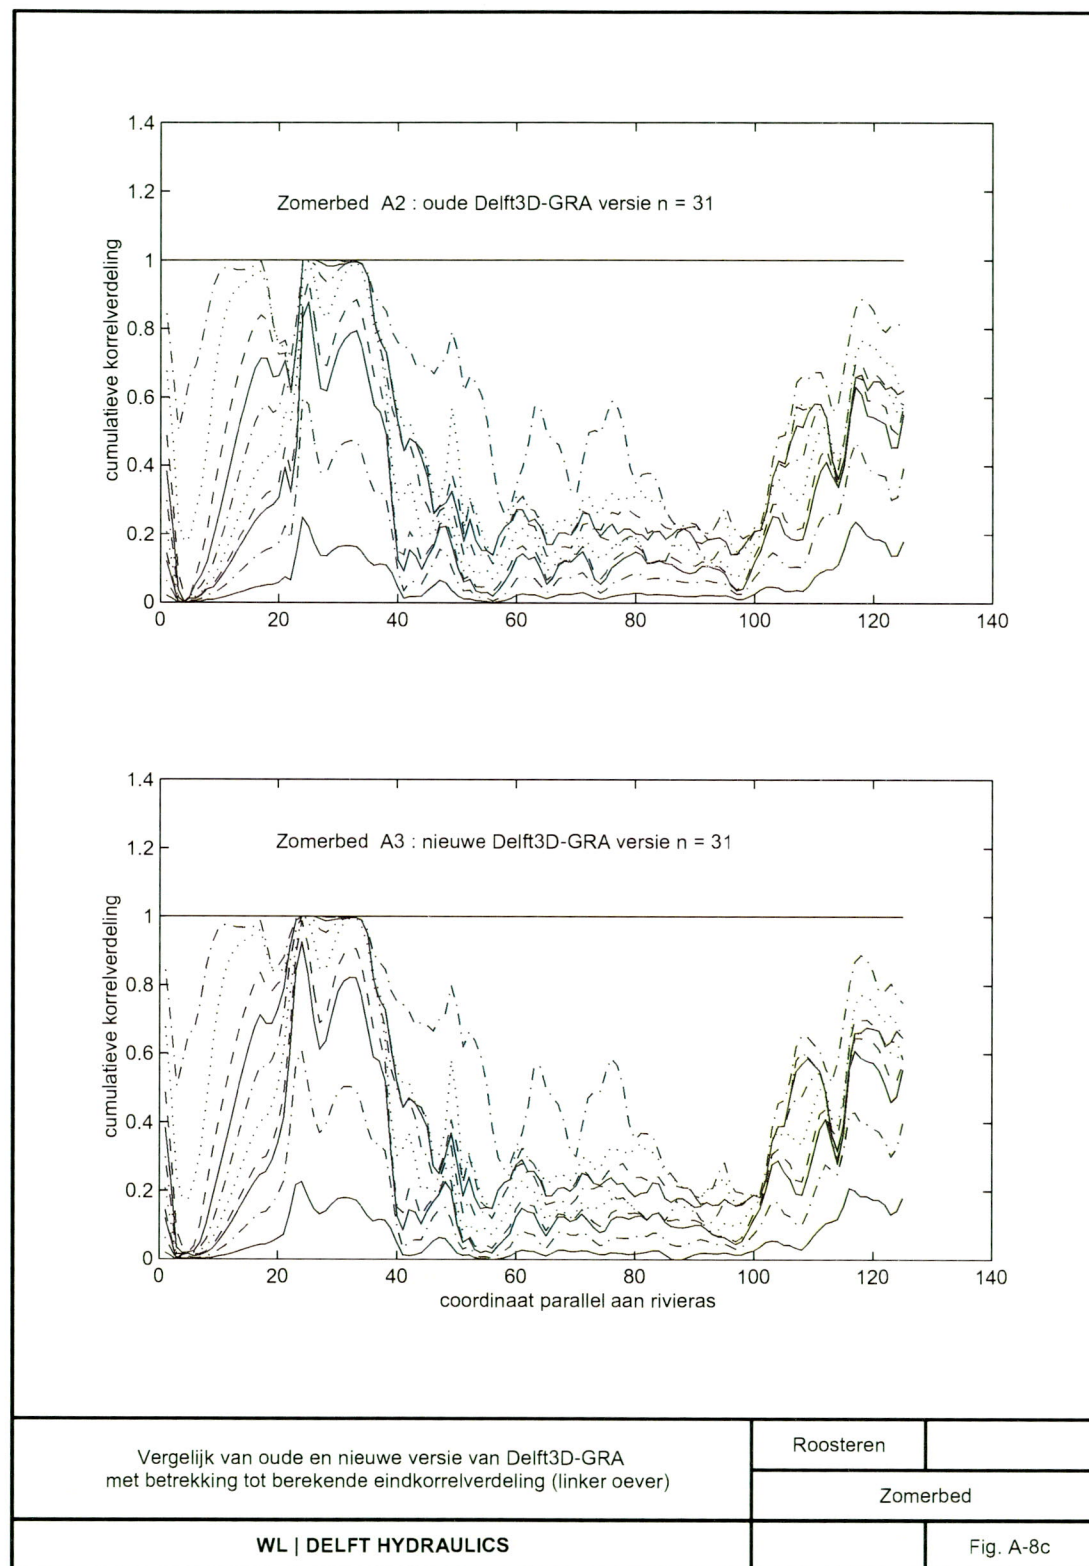 1.4
1.2
1
0.8
0.6
0.4
0.2
0
cumulatieve korrelverdeling
Zomerbed A2 : oude Delft3D-GRA versie n = 31
0 20 40 60 80 100 120 140
1.4
1.2
1
0.8
0.6
0.4
0.2
0
cumulatieve korrelverdeling
Zomerbed A3 : nieuwe Delft3D-GRA versie n = 31
0 20 40 60 80 100 120 140
coordinaat parallel aan rivieras
Vergelijk van oude en nieuwe versie van Delft3D-GRA
met betrekking tot berekende eindkorrelverdeling (linker oever)
Roosteren
Zomerbed
WL | DELFT HYDRAULICS
Fig. A-8c